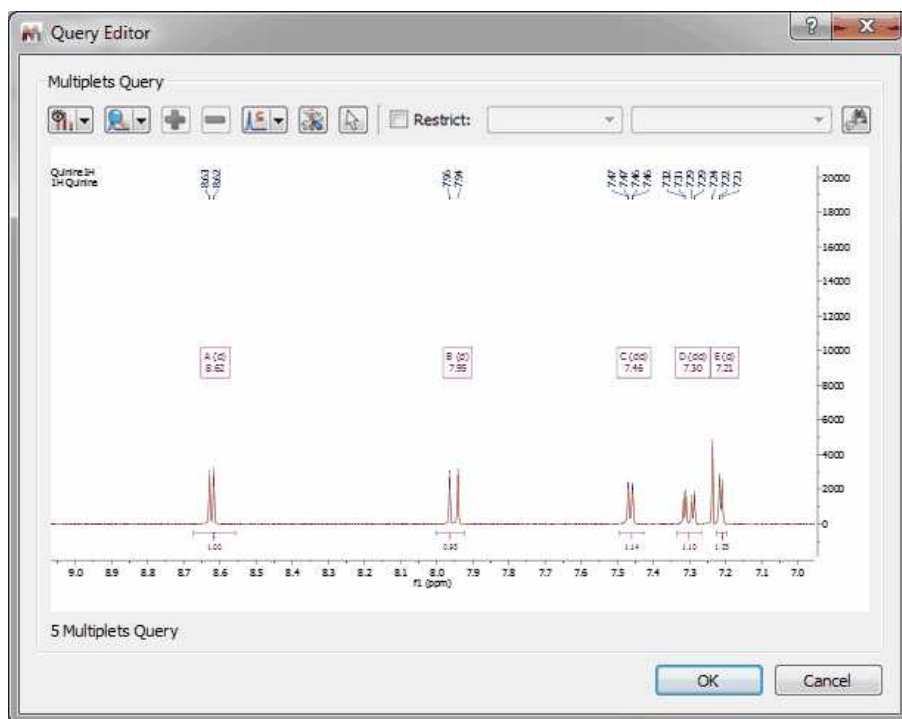 Query Editor
Multiplets Query
Restrict:
Quinine1H
1H Quinine
8.63
8.62
7.96
7.94
7.47
7.47
7.46
7.46
7.32
7.31
7.29
7.29
7.24
7.22
7.21
20000
18000
16000
14000
12000
10000
8000
6000
4000
2000
0
A (d)
8.62
B (d)
7.95
C (dd)
7.46
D (dd)
7.30
E (d)
7.21
1.00
0.95
1.14
1.10
1.25
9.0 8.9 8.8 8.7 8.6 8.5 8.4 8.3 8.2 8.1 8.0 7.9 7.8 7.7 7.6 7.5 7.4 7.3 7.2 7.1 7.0
f1 (ppm)
5 Multiplets Query
OK Cancel